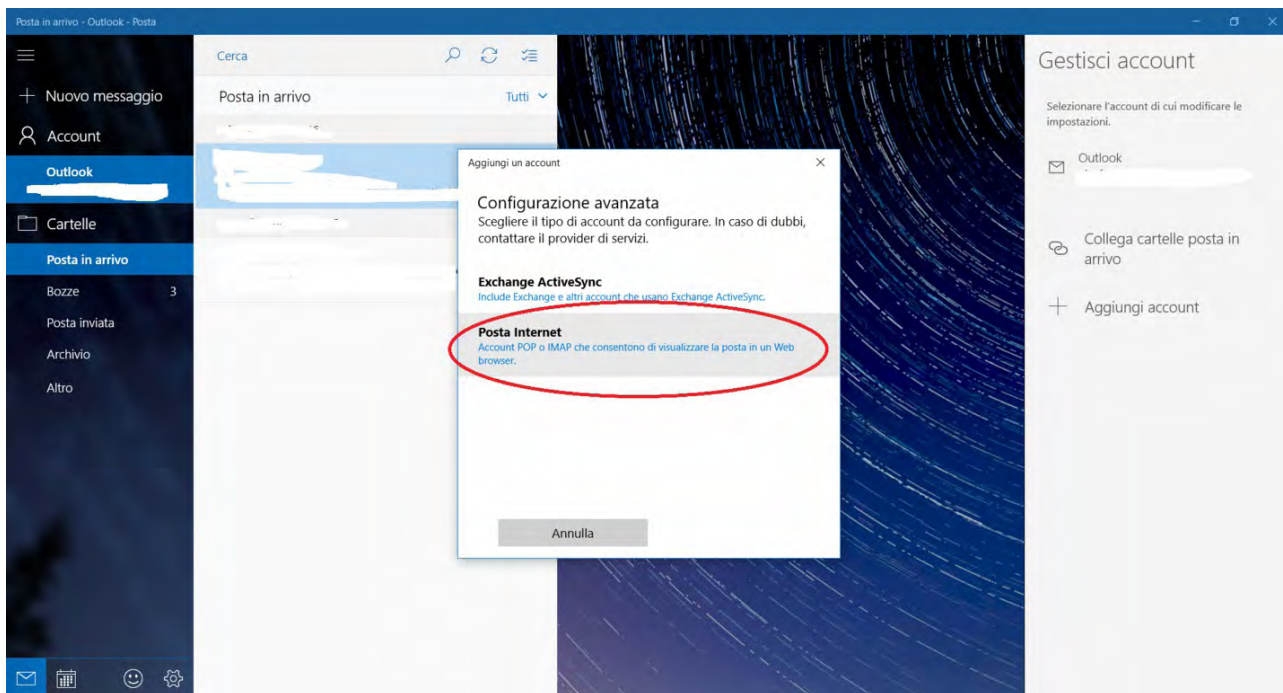 Posta in arrivo - Outlook - Posta
Nuovo messaggio
Account
Outlook
Cartelle
Posta in arrivo
Bozze 3
Posta inviata
Archivio
Altro
Cerca
Posta in arrivo Tutti
Aggiungi un account
Configurazione avanzata
Scegliere il tipo di account da configurare. In caso di dubbi,
contattare il provider di servizi.
Exchange ActiveSync
Include Exchange e altri account che usano Exchange ActiveSync.
Posta Internet
Account POP o IMAP che consentono di visualizzare la posta in un Web
browser.
Annulla
Gestisci account
Selezionare l'account di cui modificare le
impostazioni.
Outlook
Collega cartelle posta in
arrivo
Aggiungi account